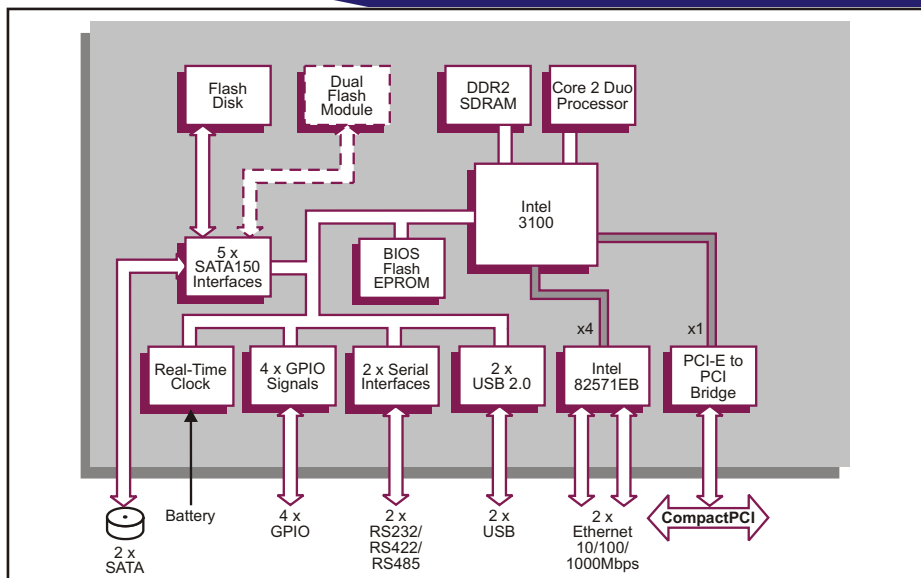 Flash
Disk
Dual
Flash
Module
DDR2
SDRAM
Core 2 Duo
Processor
Intel
3100
5 x
SATA150
Interfaces
BIOS
Flash
EPROM
x4
x1
Real-Time
Clock
4 x GPIO
Signals
2 x Serial
Interfaces
2 x
USB 2.0
Intel
82571EB
PCI-E to
PCI
Bridge
2 x
SATA
Battery
4 x
GPIO
2 x
RS232/
RS422/
RS485
2 x
USB
2 x
Ethernet
10/100/
1000Mbps
CompactPCI